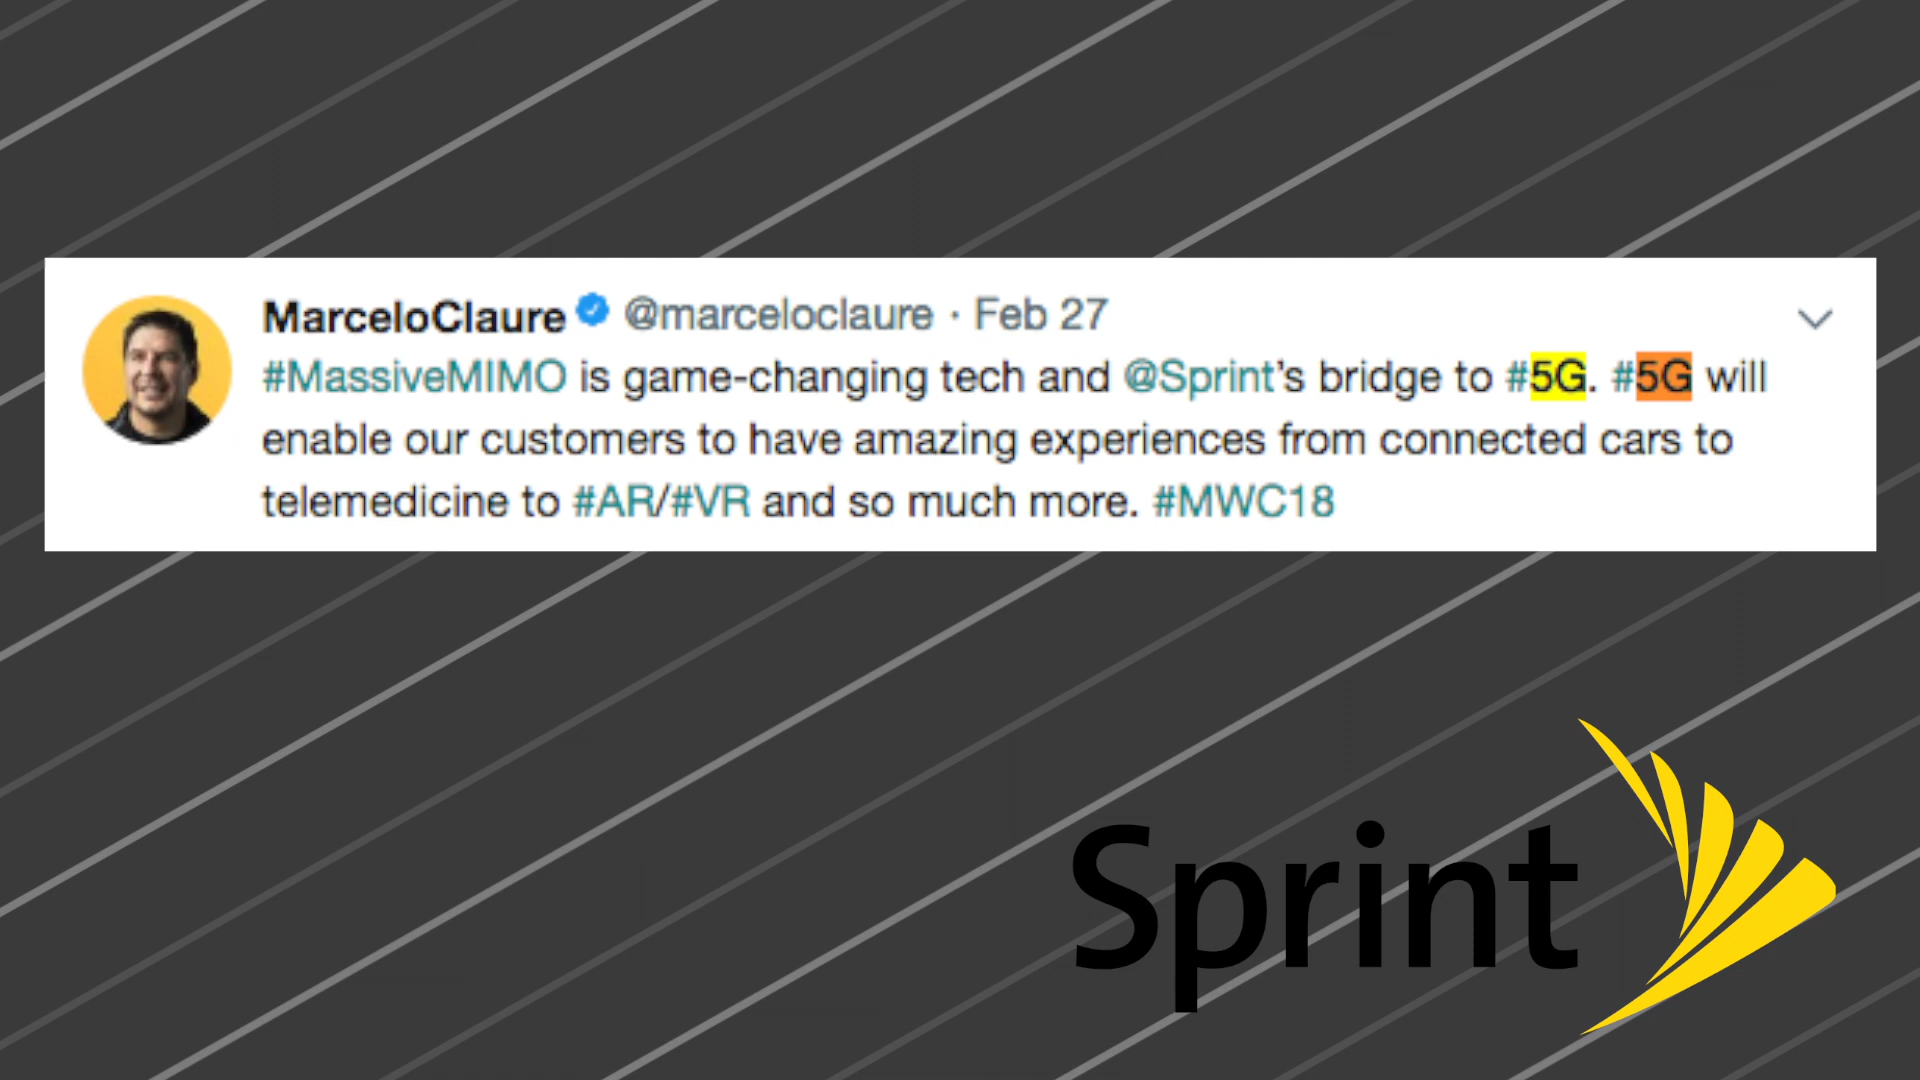 MarceloClaure @marceloclaure · Feb 27
#MassiveMIMO is game-changing tech and @Sprint's bridge to #5G. #5G will
enable our customers to have amazing experiences from connected cars to
telemedicine to #AR/#VR and so much more. #MWC18
Sprint